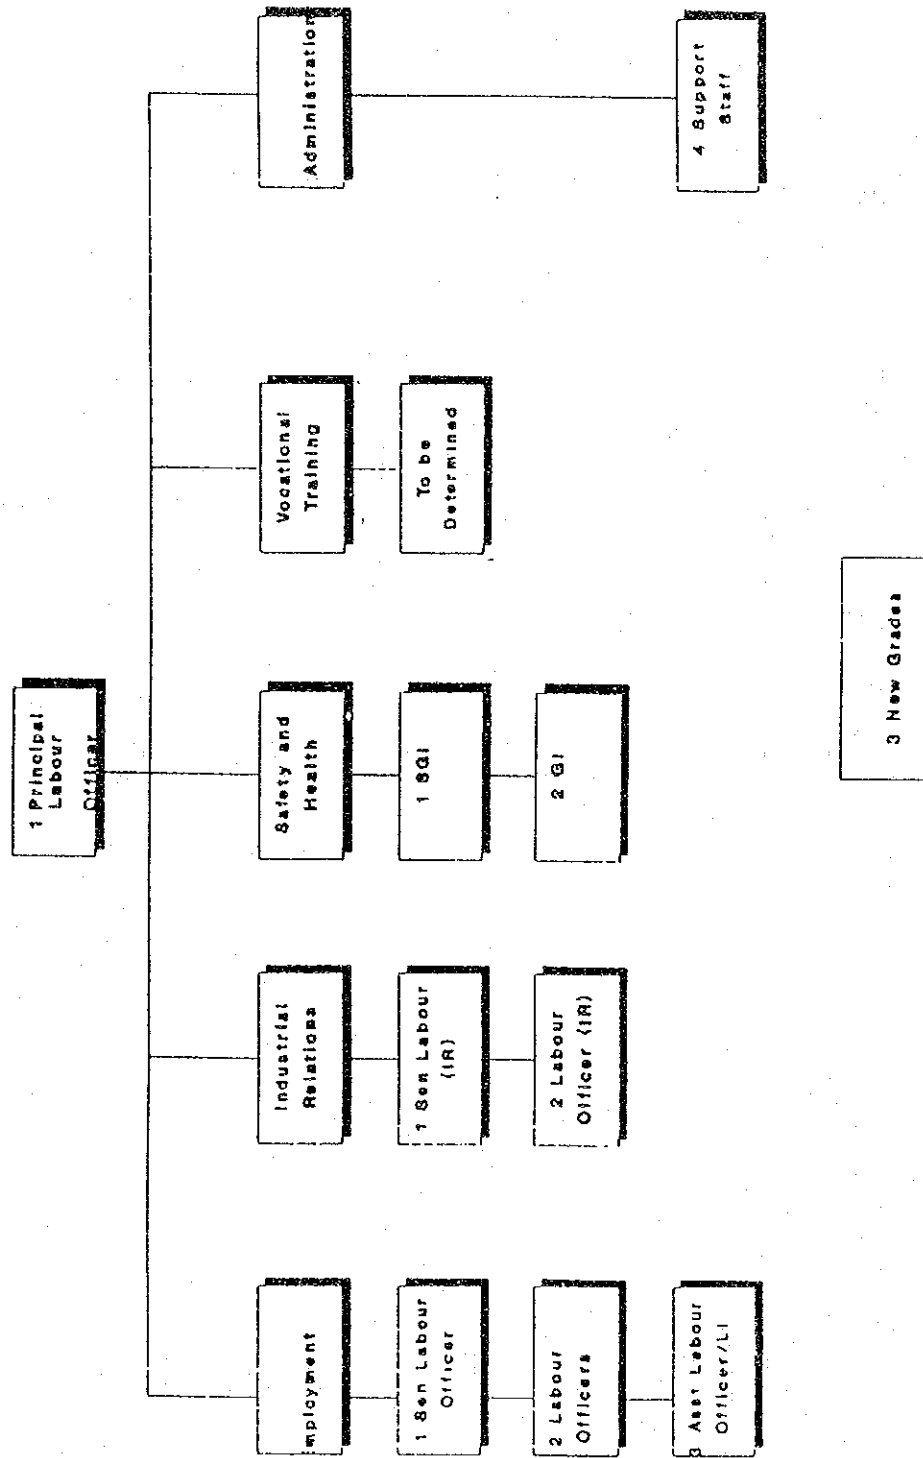 1 Principal
Labour
Officer
Employment
Industrial
Relations
Safety and
Health
Vocational
Training
Administration
1 Sen Labour
Officer
1 Sen Labour
(IR)
1 SGI
To be
Determined
2 Labour
Officers
2 Labour
Officer (IR)
2 GI
3 Asst Labour
Officer/LI
4 Support
Staff
3 New Grades